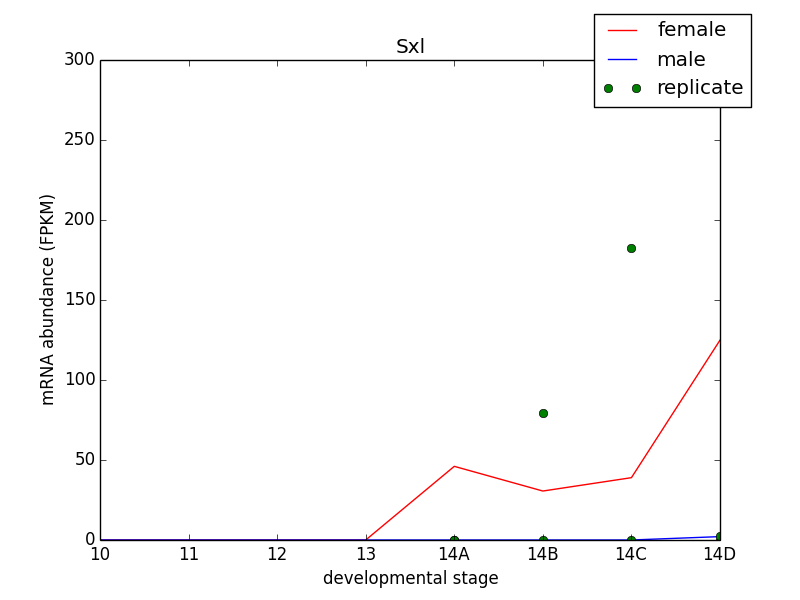 Sxl
female
male
replicate
300
250
200
150
100
50
0
mRNA abundance (FPKM)
10 11 12 13 14A 14B 14C 14D
developmental stage